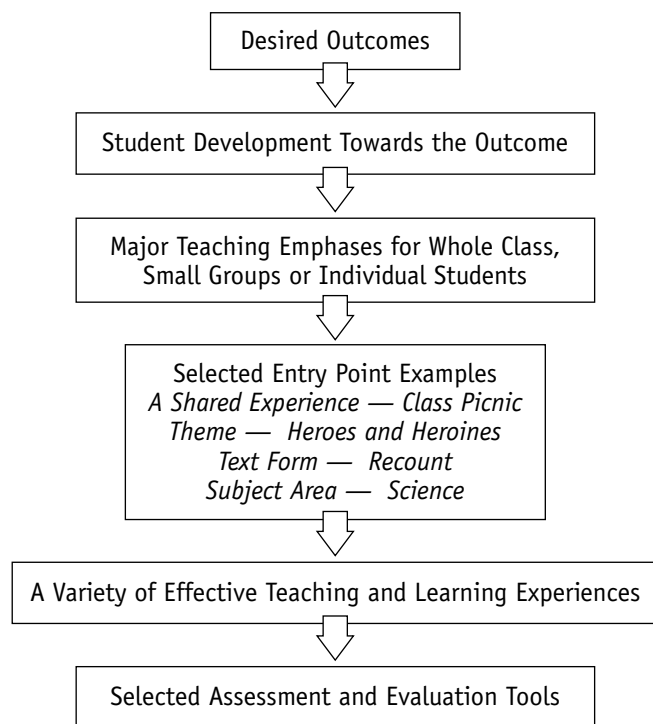 Desired Outcomes
Student Development Towards the Outcome
Major Teaching Emphases for Whole Class,
Small Groups or Individual Students
Selected Entry Point Examples
A Shared Experience — Class Picnic
Theme — Heroes and Heroines
Text Form — Recount
Subject Area — Science
A Variety of Effective Teaching and Learning Experiences
Selected Assessment and Evaluation Tools